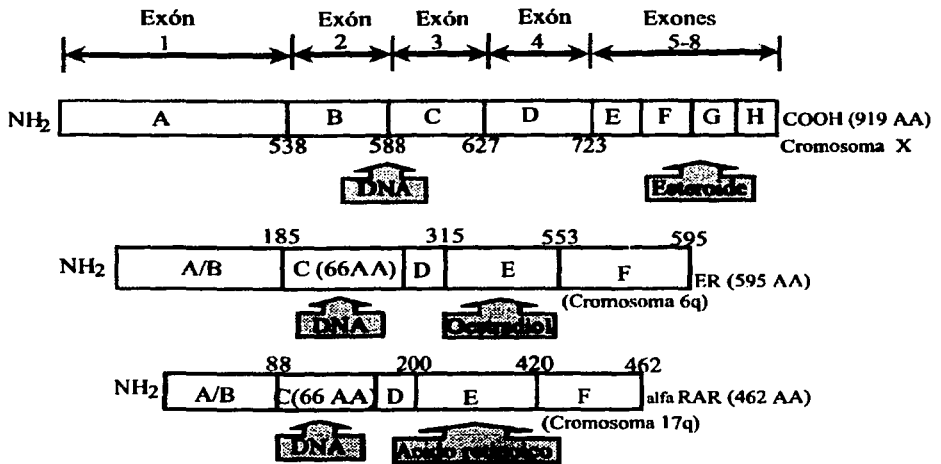 Exón Exón Exón Exón Exones
1 2 3 4 5-8
NH2 A B C D E F G H COOH (919 AA)
538 588 627 723 Cromosoma X
DNA Esteroide
185 315 553 595
NH2 A/B C (66AA) D E F ER (595 AA)
(Cromosoma 6q)
DNA Oestradiol
88 200 420 462
NH2 A/B C(66 AA) D E F alfa RAR (462 AA)
(Cromosoma 17q)
DNA